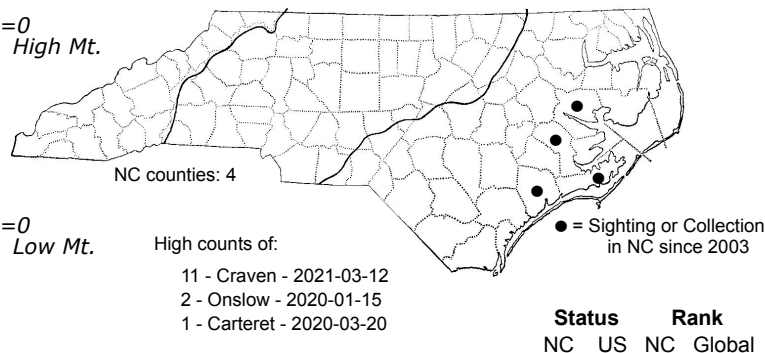 =0
High Mt.
NC counties: 4
=0
Low Mt.
● = Sighting or Collection
in NC since 2003
High counts of:
11 - Craven - 2021-03-12
2 - Onslow - 2020-01-15
1 - Carteret - 2020-03-20
Status Rank
NC US NC Global